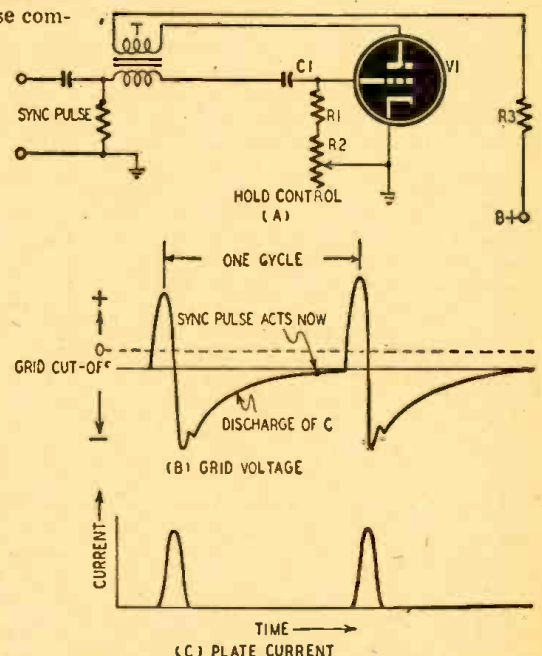 se com-
T
C1
V1
SYNC PULSE
R1
R3
R2
HOLD CONTROL
(A)
B+
ONE CYCLE
+
SYNC PULSE ACTS NOW
0
GRID CUT-OFF
DISCHARGE OF C
−
(B) GRID VOLTAGE
CURRENT
TIME
(C) PLATE CURRENT